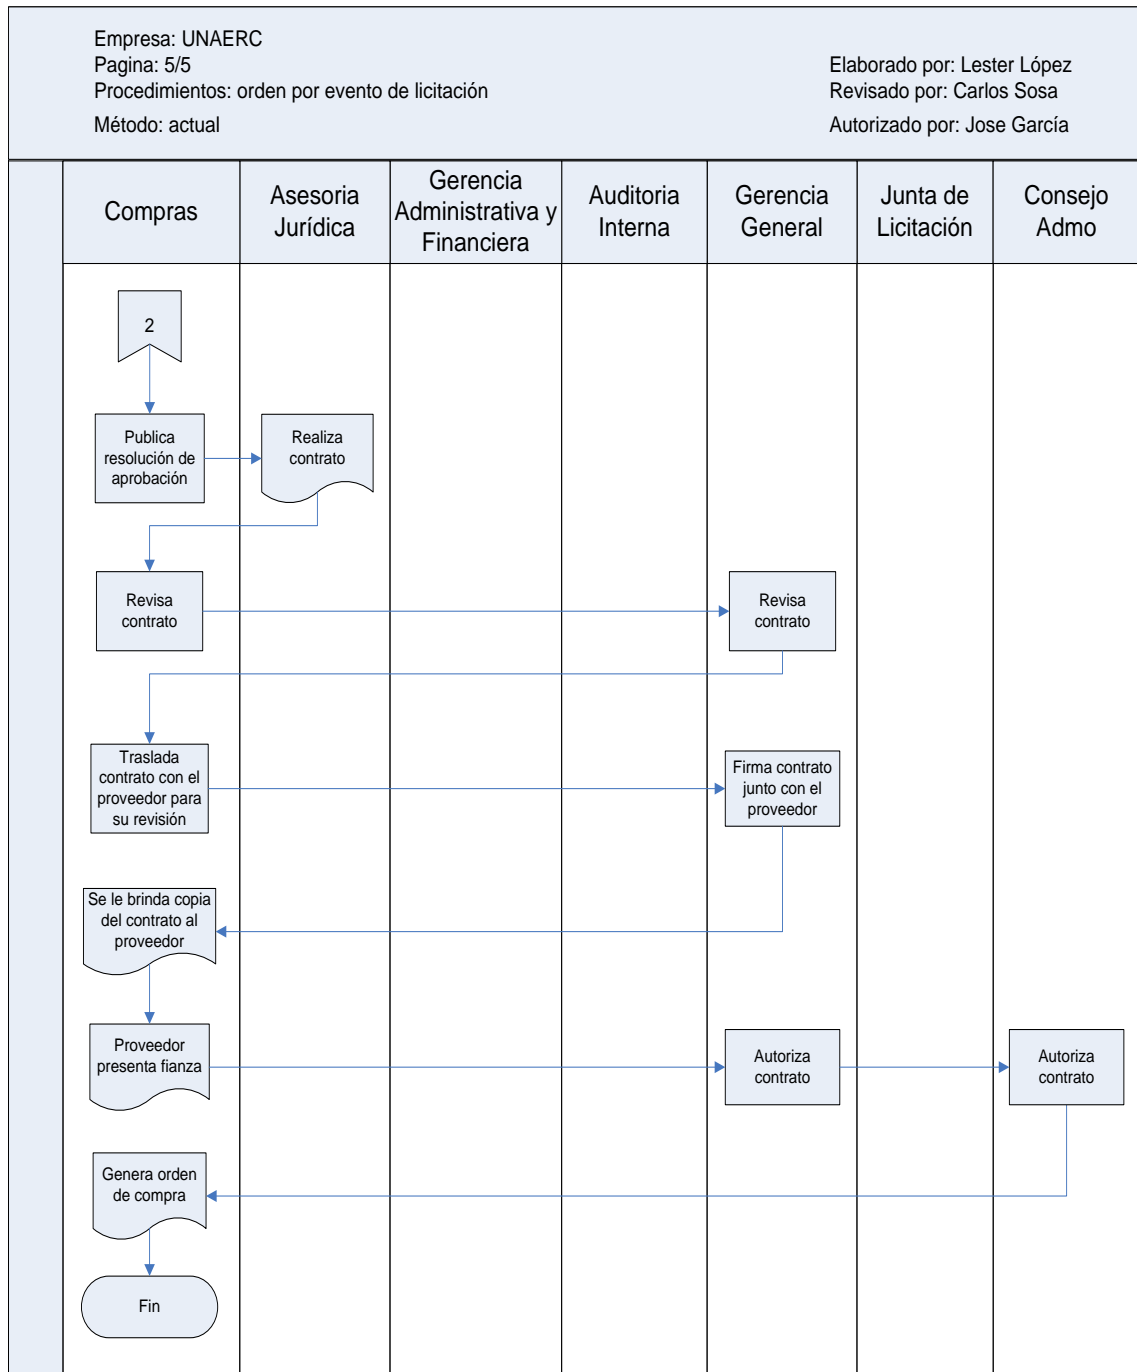 Empresa: UNAERC
Pagina: 5/5
Procedimientos: orden por evento de licitación
Método: actual
Elaborado por: Lester López
Revisado por: Carlos Sosa
Autorizado por: Jose García
Compras
Asesoria
Jurídica
Gerencia
Administrativa y
Financiera
Auditoria
Interna
Gerencia
General
Junta de
Licitación
Consejo
Admo
2
Publica
resolución de
aprobación
Realiza
contrato
Revisa
contrato
Revisa
contrato
Traslada
contrato con el
proveedor para
su revisión
Firma contrato
junto con el
proveedor
Se le brinda copia
del contrato al
proveedor
Proveedor
presenta fianza
Autoriza
contrato
Autoriza
contrato
Genera orden
de compra
Fin